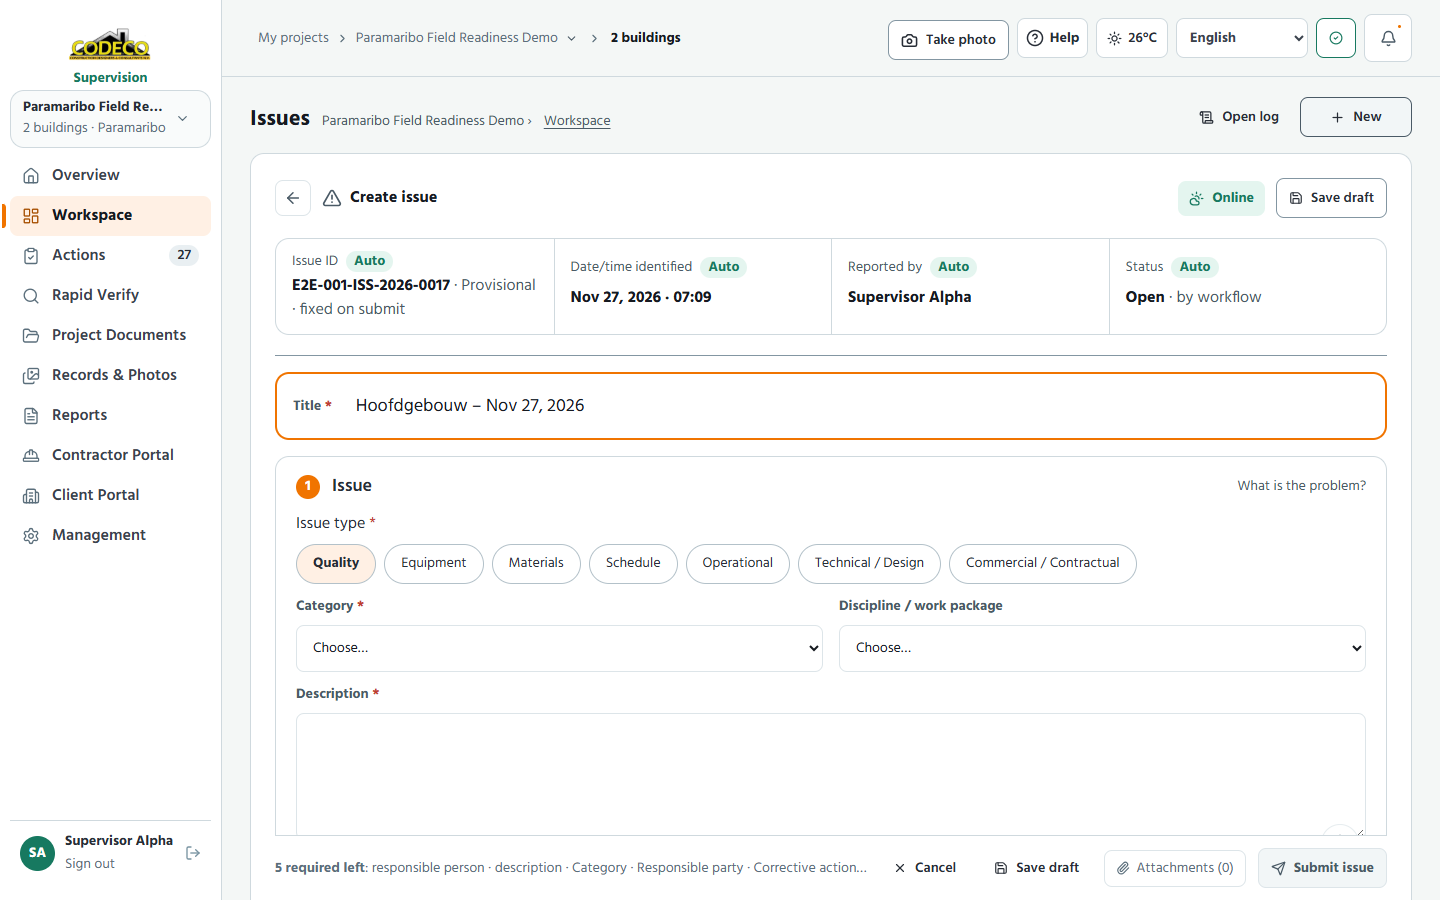 CODECO
Supervision
Paramaribo Field Re...
2 buildings · Paramaribo
Overview
Workspace
Actions 27
Rapid Verify
Project Documents
Records & Photos
Reports
Contractor Portal
Client Portal
Management
SA Supervisor Alpha
Sign out
My projects › Paramaribo Field Readiness Demo › 2 buildings
Take photo
Help
26°C
English
Issues Paramaribo Field Readiness Demo › Workspace
Open log
+ New
Create issue
Online
Save draft
Issue ID Auto
E2E-001-ISS-2026-0017 · Provisional
· fixed on submit
Date/time identified Auto
Nov 27, 2026 · 07:09
Reported by Auto
Supervisor Alpha
Status Auto
Open · by workflow
Title * Hoofdgebouw – Nov 27, 2026
1 Issue What is the problem?
Issue type *
Quality Equipment Materials Schedule Operational Technical / Design Commercial / Contractual
Category * Discipline / work package
Choose... Choose...
Description *
5 required left: responsible person · description · Category · Responsible party · Corrective action...
Cancel
Save draft
Attachments (0)
Submit issue